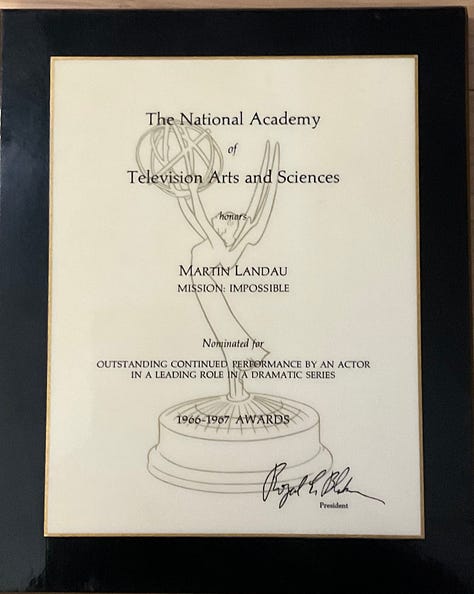 The National Academy
of
Television Arts and Sciences
honors
MARTIN LANDAU
MISSION: IMPOSSIBLE
Nominated for
OUTSTANDING CONTINUED PERFORMANCE BY AN ACTOR
IN A LEADING ROLE IN A DRAMATIC SERIES
1966-1967 AWARDS
President